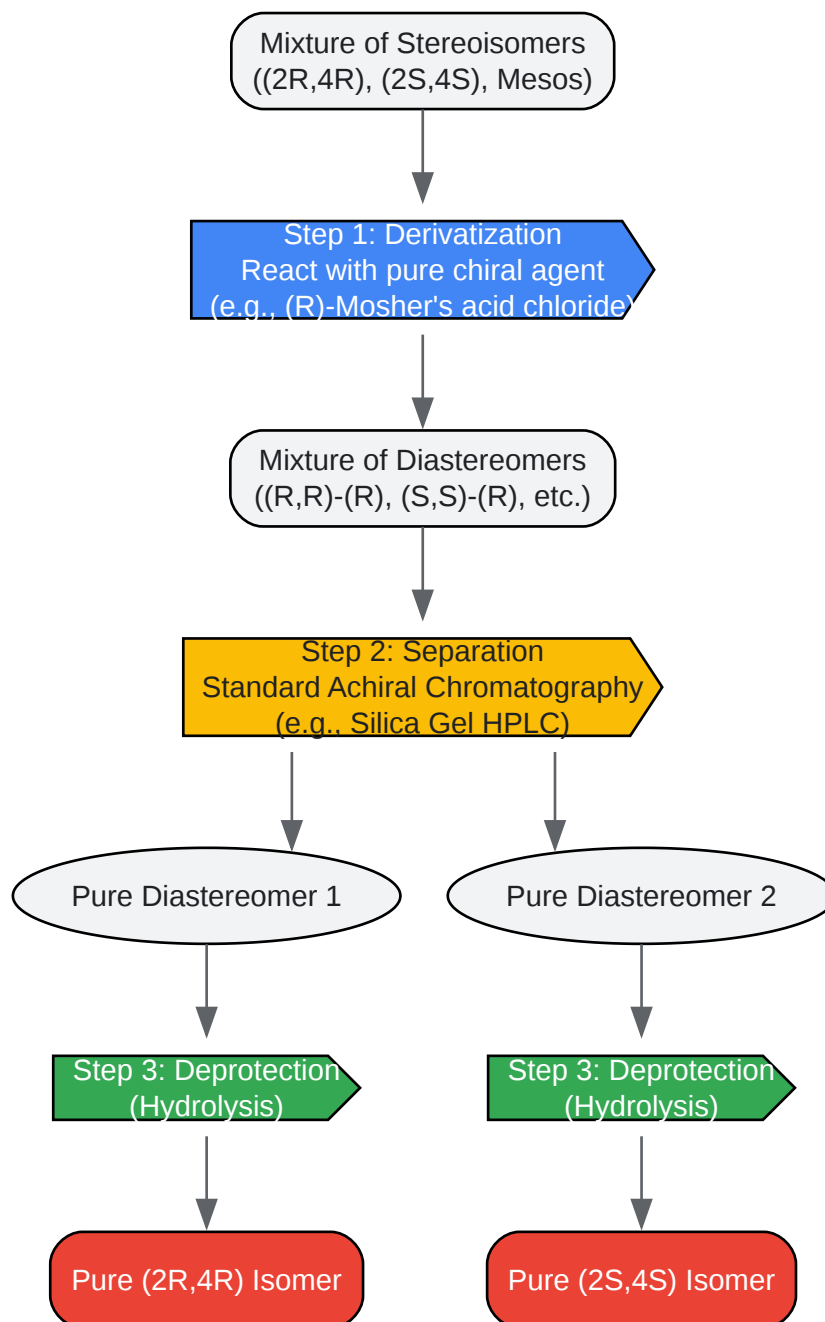 Mixture of Stereoisomers
((2R,4R), (2S,4S), Mesos)
Step 1: Derivatization
React with pure chiral agent
(e.g., (R)-Mosher's acid chloride)
Mixture of Diastereomers
((R,R)-(R), (S,S)-(R), etc.)
Step 2: Separation
Standard Achiral Chromatography
(e.g., Silica Gel HPLC)
Pure Diastereomer 1
Pure Diastereomer 2
Step 3: Deprotection
(Hydrolysis)
Step 3: Deprotection
(Hydrolysis)
Pure (2R,4R) Isomer
Pure (2S,4S) Isomer